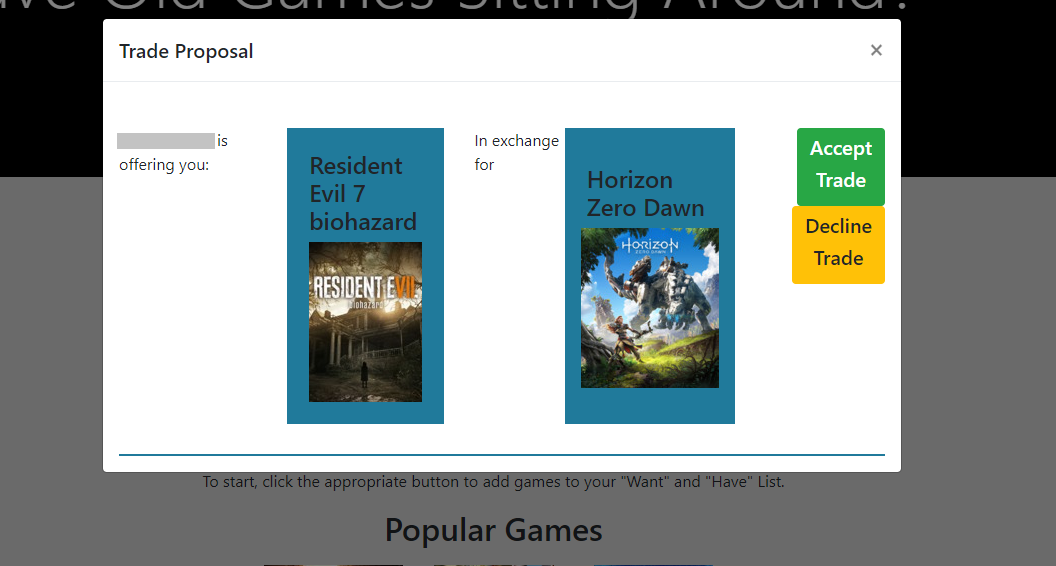 Old Games Sitting Around?
Trade Proposal
×
is
offering you:
Resident
Evil 7
biohazard
RESIDENT EVII
biohazard
In exchange
for
Horizon
Zero Dawn
HORIZON
ZERO DAWN
Accept
Trade
Decline
Trade
To start, click the appropriate button to add games to your "Want" and "Have" List.
Popular Games